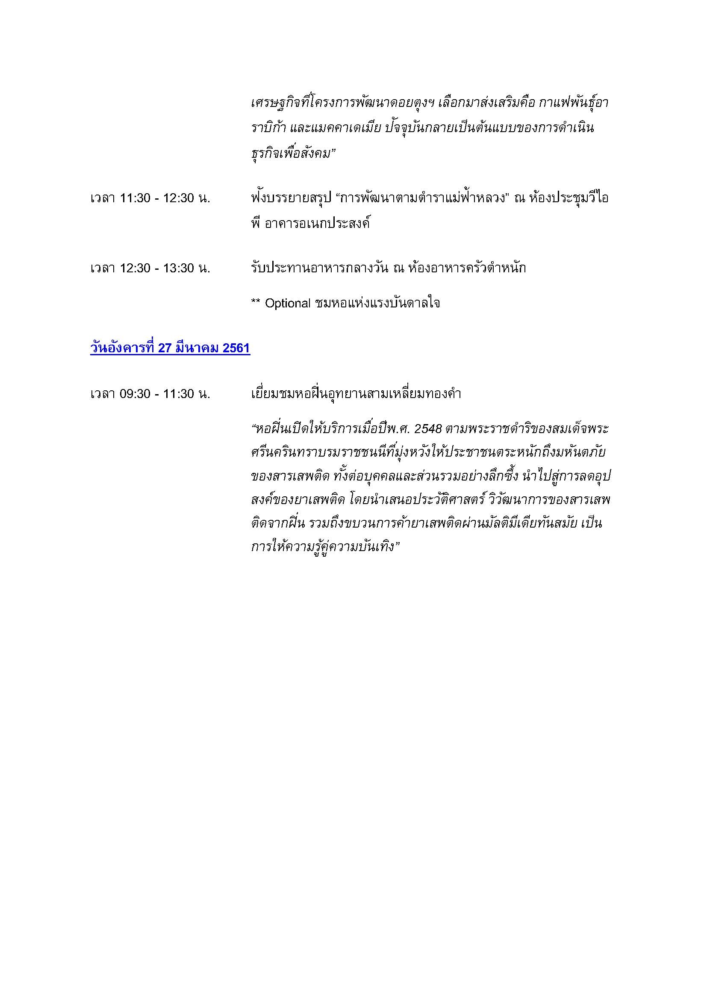 เศรษฐกิจที่โครงการพัฒนาดอยตุงฯ เลือกมาส่งเสริมคือ กาแฟพันธุ์อา
ราบิก้า และแมคคาเดเมีย ปัจจุบันกลายเป็นต้นแบบของการดำเนิน
ธุรกิจเพื่อสังคม”
เวลา 11:30 - 12:30 น. ฟังบรรยายสรุป “การพัฒนาตามตำราแม่ฟ้าหลวง” ณ ห้องประชุมวีไอ
พี อาคารอเนกประสงค์
เวลา 12:30 - 13:30 น. รับประทานอาหารกลางวัน ณ ห้องอาหารครัวตำหนัก
** Optional ชมหอแห่งแรงบันดาลใจ
วันอังคารที่ 27 มีนาคม 2561
เวลา 09:30 - 11:30 น. เยี่ยมชมหอฝิ่นอุทยานสามเหลี่ยมทองคำ
“หอฝิ่นเปิดให้บริการเมื่อปีพ.ศ. 2548 ตามพระราชดำริของสมเด็จพระ
ศรีนครินทราบรมราชชนนีที่มุ่งหวังให้ประชาชนตระหนักถึงมหันตภัย
ของสารเสพติด ทั้งต่อบุคคลและส่วนรวมอย่างลึกซึ้ง นำไปสู่การลดอุป
สงค์ของยาเสพติด โดยนำเสนอประวัติศาสตร์ วิวัฒนาการของสารเสพ
ติดจากฝิ่น รวมถึงขบวนการค้ายาเสพติดผ่านมัลติมีเดียทันสมัย เป็น
การให้ความรู้คู่ความบันเทิง”